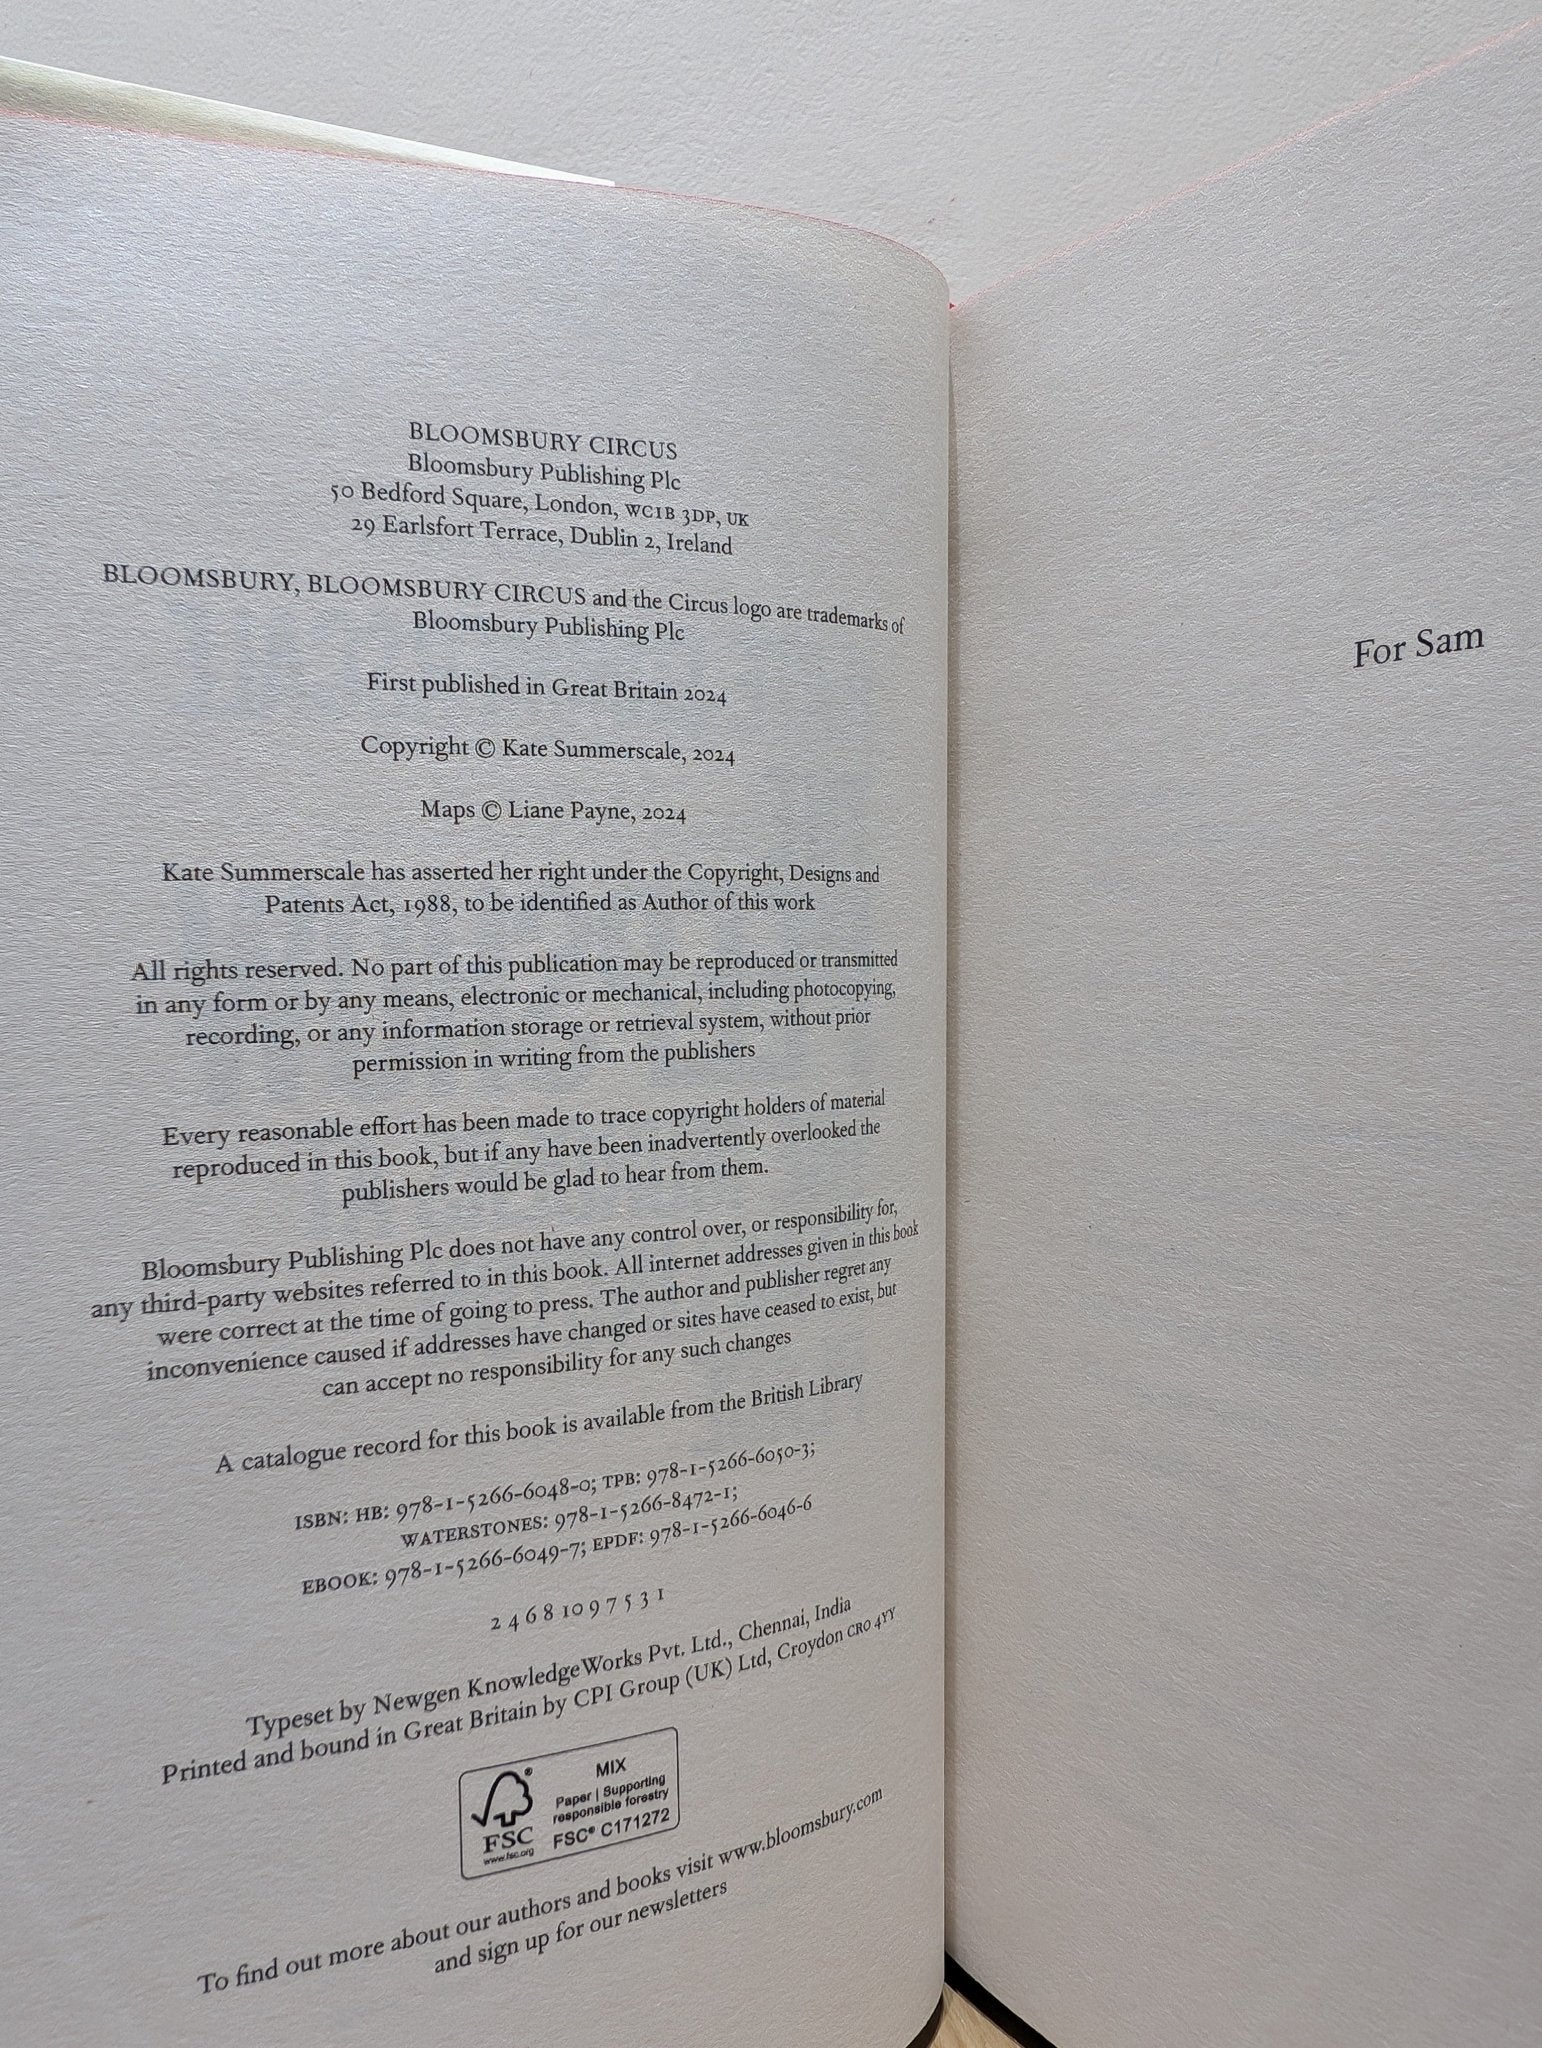 BLOOMSBURY CIRCUS
Bloomsbury Publishing Plc
50 Bedford Square, London, WC1B 3DP, UK
29 Earlsfort Terrace, Dublin 2, Ireland
BLOOMSBURY, BLOOMSBURY CIRCUS and the Circus logo are trademarks of
Bloomsbury Publishing Plc
First published in Great Britain 2024
Copyright © Kate Summerscale, 2024
Maps © Liane Payne, 2024
Kate Summerscale has asserted her right under the Copyright, Designs and
Patents Act, 1988, to be identified as Author of this work
All rights reserved. No part of this publication may be reproduced or transmitted
in any form or by any means, electronic or mechanical, including photocopying,
recording, or any information storage or retrieval system, without prior
permission in writing from the publishers
Every reasonable effort has been made to trace copyright holders of material
reproduced in this book, but if any have been inadvertently overlooked the
publishers would be glad to hear from them.
Bloomsbury Publishing Plc does not have any control over, or responsibility for,
any third-party websites referred to in this book. All internet addresses given in this book
were correct at the time of going to press. The author and publisher regret any
inconvenience caused if addresses have changed or sites have ceased to exist, but
can accept no responsibility for any such changes
A catalogue record for this book is available from the British Library
ISBN: HB: 978-1-5266-6048-0; TPB: 978-1-5266-6050-3;
WATERSTONES: 978-1-5266-8472-1;
EBOOK: 978-1-5266-6049-7; EPDF: 978-1-5266-6046-6
2 4 6 8 10 9 7 5 3 1
Typeset by Newgen KnowledgeWorks Pvt. Ltd., Chennai, India
Printed and bound in Great Britain by CPI Group (UK) Ltd, Croydon CR0 4YY
MIX
Paper | Supporting
responsible forestry
FSC® C171272
®
FSC
www.fsc.org
To find out more about our authors and books visit www.bloomsbury.com
and sign up for our newsletters
For Sam